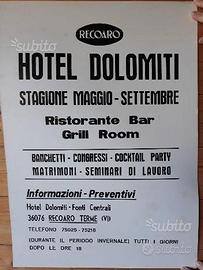 subito
RECOARO
HOTEL DOLOMITI
STAGIONE MAGGIO-SETTEMBRE
Ristorante Bar
Grill Room
BANCHETTI - CONGRESSI - COCKTAIL PARTY
MATRIMONI - SEMINARI DI LAVORO
Informazioni - Preventivi
Hotel Dolomiti - Fonti Centrali
36076 RECOARO TERME (VI)
TELEFONO 75025 - 75218
(DURANTE IL PERIODO INVERNALE) TUTTI I GIORNI
DOPO LE ORE 18
subito